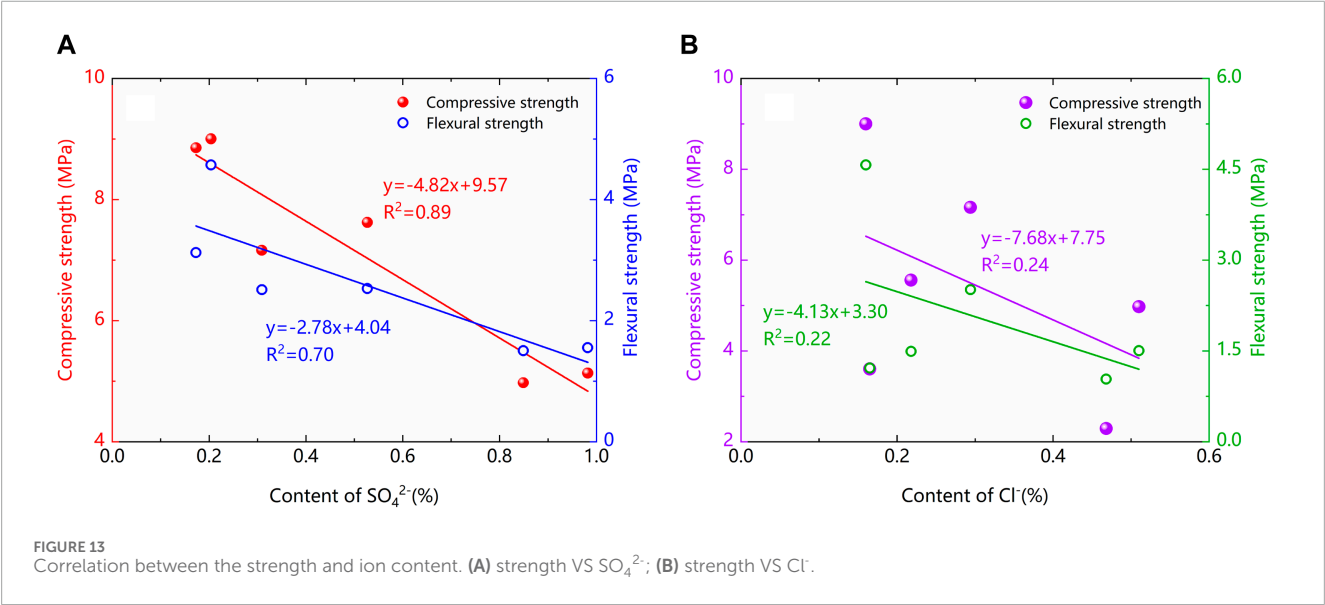 A
B
10
8
6
4
Compressive strength (MPa)
Compressive strength
Flexural strength
y=-4.82x+9.57
R²=0.89
y=-2.78x+4.04
R²=0.70
6
4
2
0
Flexural strength (MPa)
0.0 0.2 0.4 0.6 0.8 1.0
Content of SO₄²⁻(%)
10
8
6
4
2
Compressive strength (MPa)
Compressive strength
Flexural strength
y=-7.68x+7.75
R²=0.24
y=-4.13x+3.30
R²=0.22
6.0
4.5
3.0
1.5
0.0
Flexural strength (MPa)
0.0 0.2 0.4 0.6
Content of Cl⁻(%)
FIGURE 13
Correlation between the strength and ion content. (A) strength VS SO₄²⁻; (B) strength VS Cl⁻.